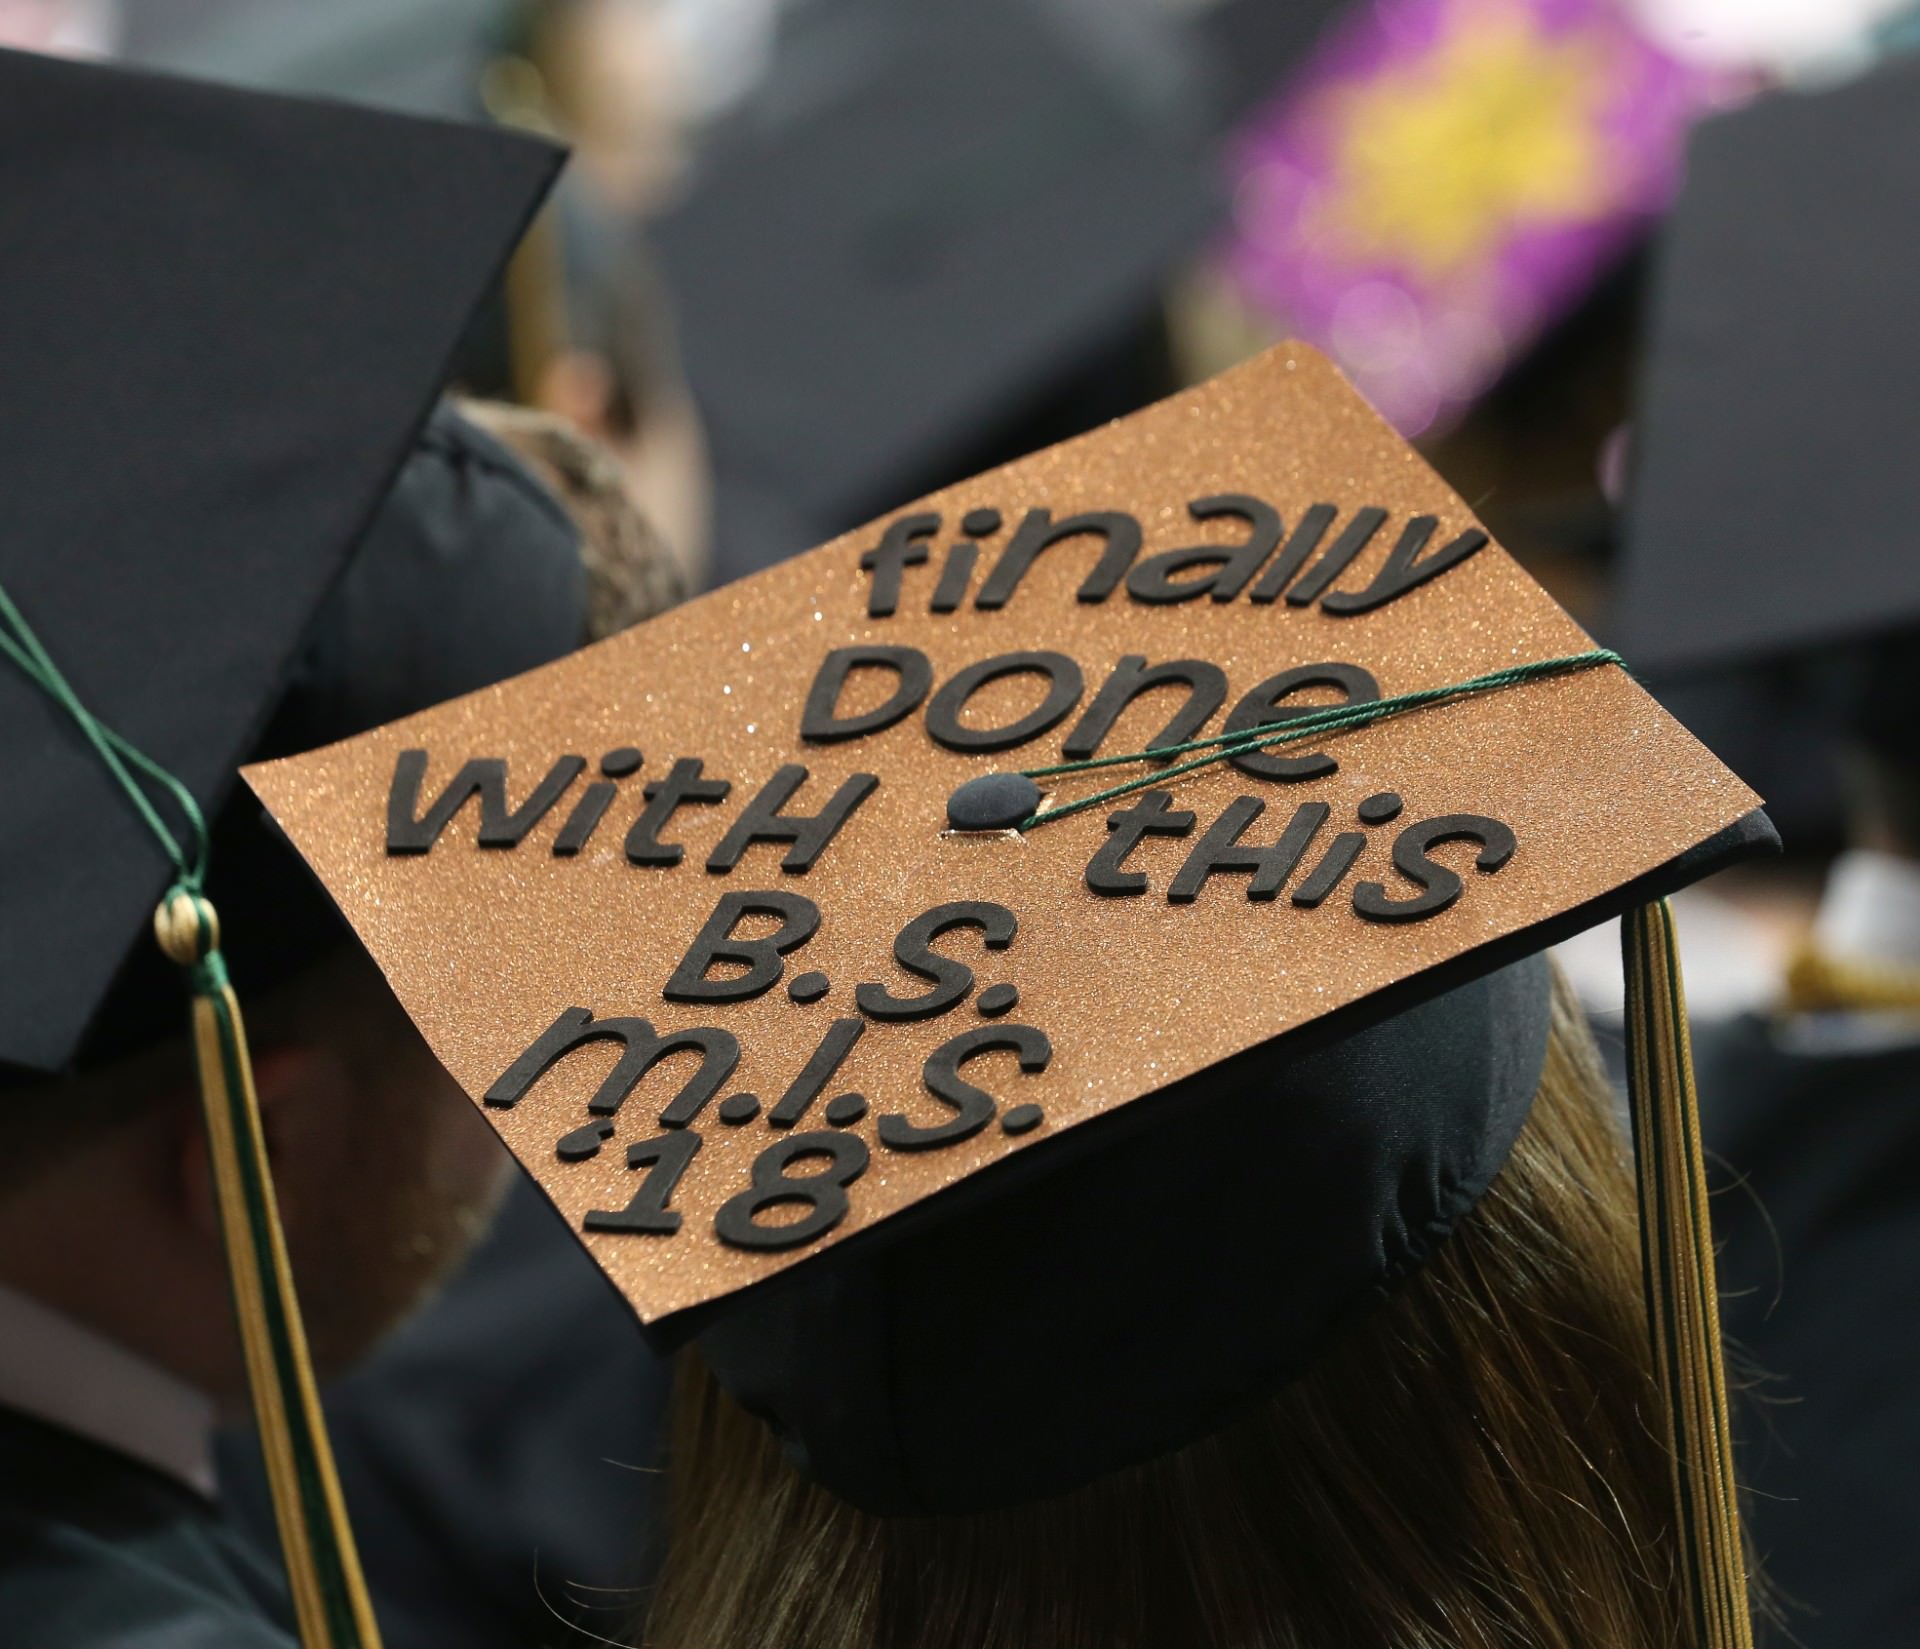 finally
Done
WitH tHiS
B.S.
m.I.S.
'18